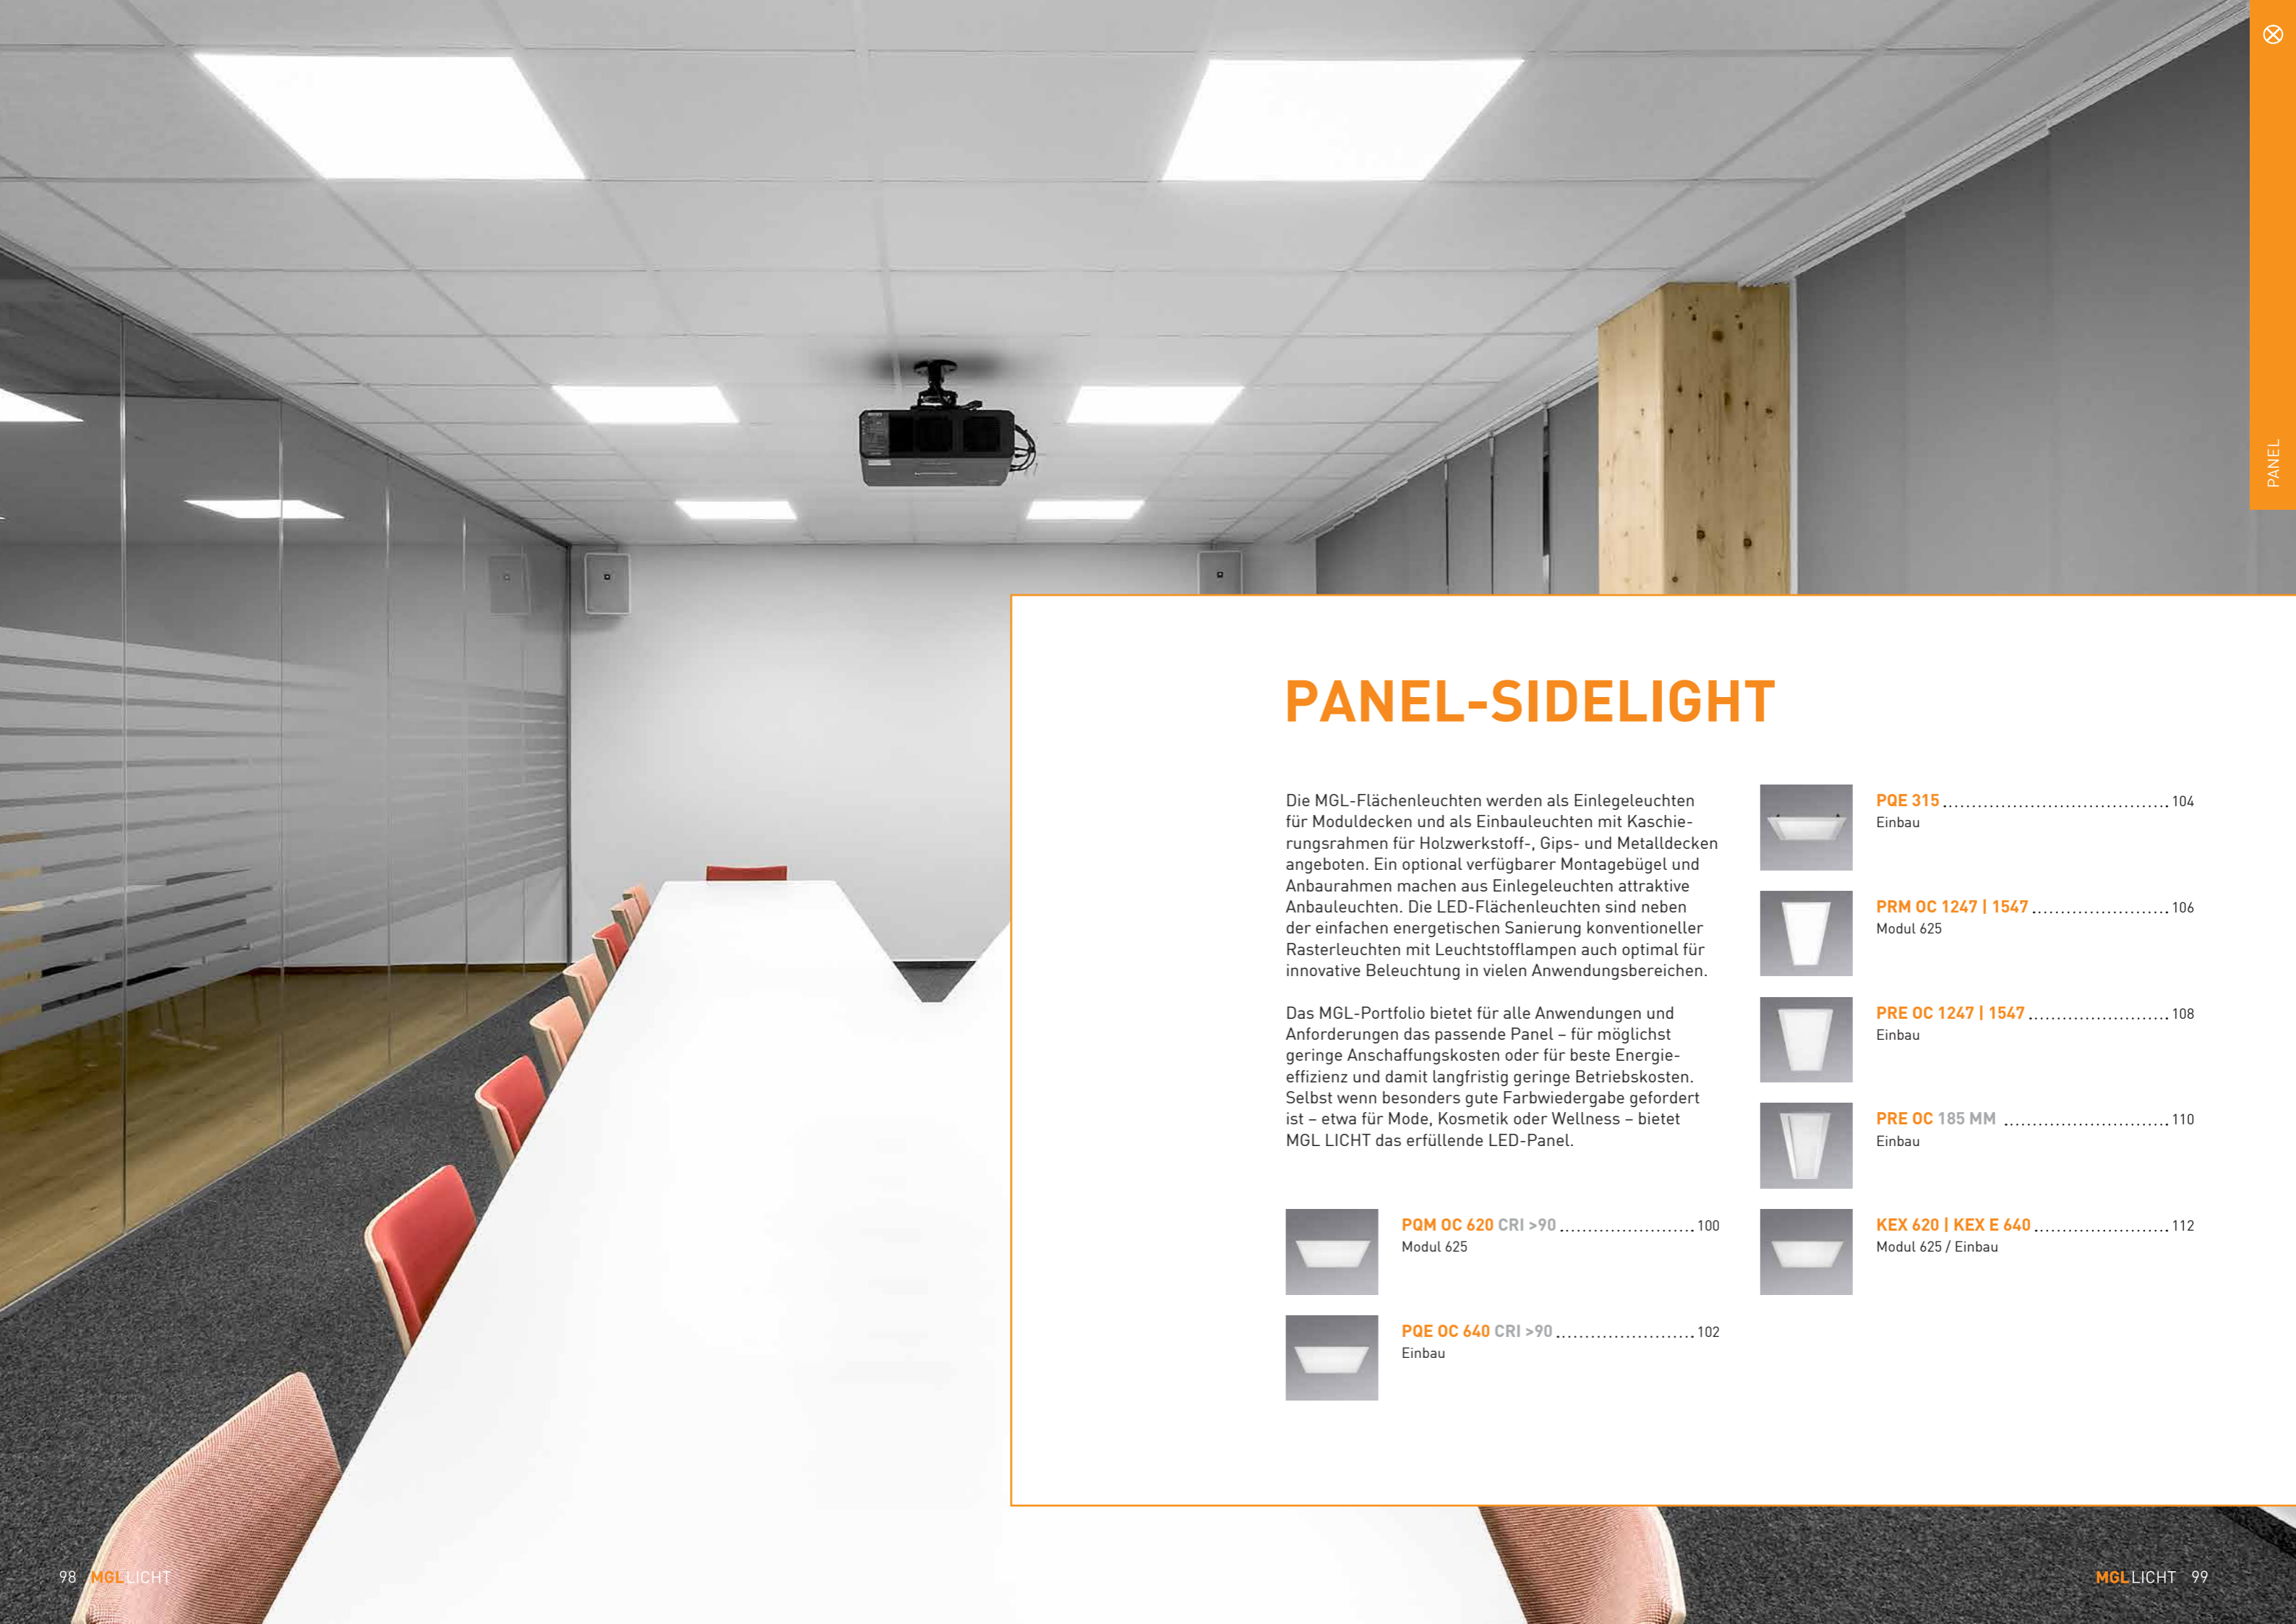 PANEL
PANEL-SIDELIGHT
Die MGL-Flächenleuchten werden als Einlegeleuchten
für Moduldecken und als Einbauleuchten mit Kaschie-
rungsrahmen für Holzwerkstoff-, Gips- und Metalldecken
angeboten. Ein optional verfügbarer Montagebügel und
Anbaurahmen machen aus Einlegeleuchten attraktive
Anbauleuchten. Die LED-Flächenleuchten sind neben
der einfachen energetischen Sanierung konventioneller
Rasterleuchten mit Leuchtstofflampen auch optimal für
innovative Beleuchtung in vielen Anwendungsbereichen.
Das MGL-Portfolio bietet für alle Anwendungen und
Anforderungen das passende Panel – für möglichst
geringe Anschaffungskosten oder für beste Energie-
effizienz und damit langfristig geringe Betriebskosten.
Selbst wenn besonders gute Farbwiedergabe gefordert
ist – etwa für Mode, Kosmetik oder Wellness – bietet
MGL LICHT das erfüllende LED-Panel.
PQM OC 620 CRI >90 ........................ 100
Modul 625
PQE OC 640 CRI >90 ........................ 102
Einbau
PQE 315 ....................................... 104
Einbau
PRM OC 1247 | 1547 ........................ 106
Modul 625
PRE OC 1247 | 1547 ........................ 108
Einbau
PRE OC 185 MM ............................ 110
Einbau
KEX 620 | KEX E 640 ....................... 112
Modul 625 / Einbau
98 MGLLICHT
MGLLICHT 99